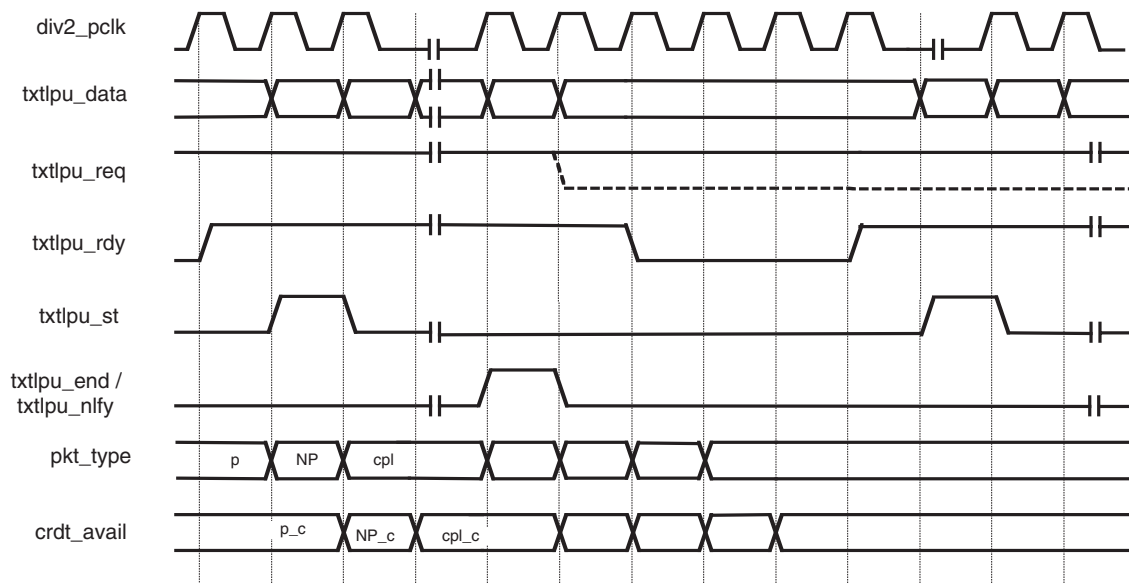 div2_pclk
txtlpu_data
txtlpu_req
txtlpu_rdy
txtlpu_st
txtlpu_end /
txtlpu_nlfy
pkt_type
p
NP
cpl
crdt_avail
p_c
NP_c
cpl_c